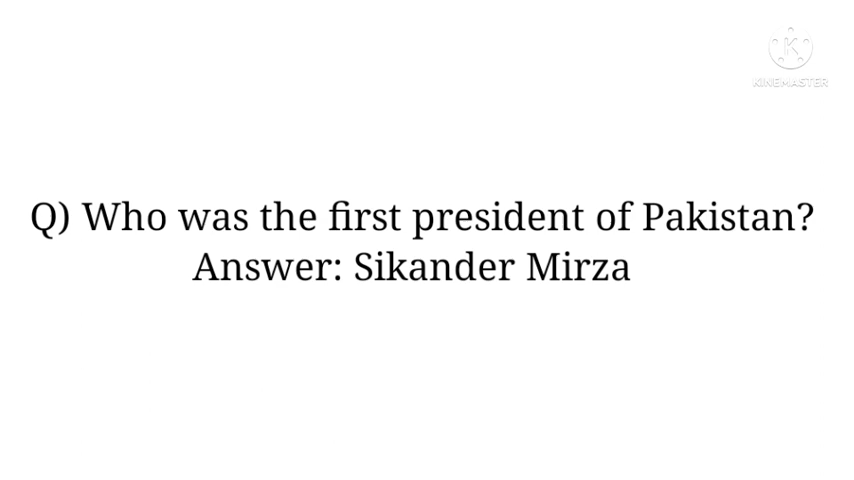 KINEMASTER
Q) Who was the first president of Pakistan?
Answer: Sikander Mirza